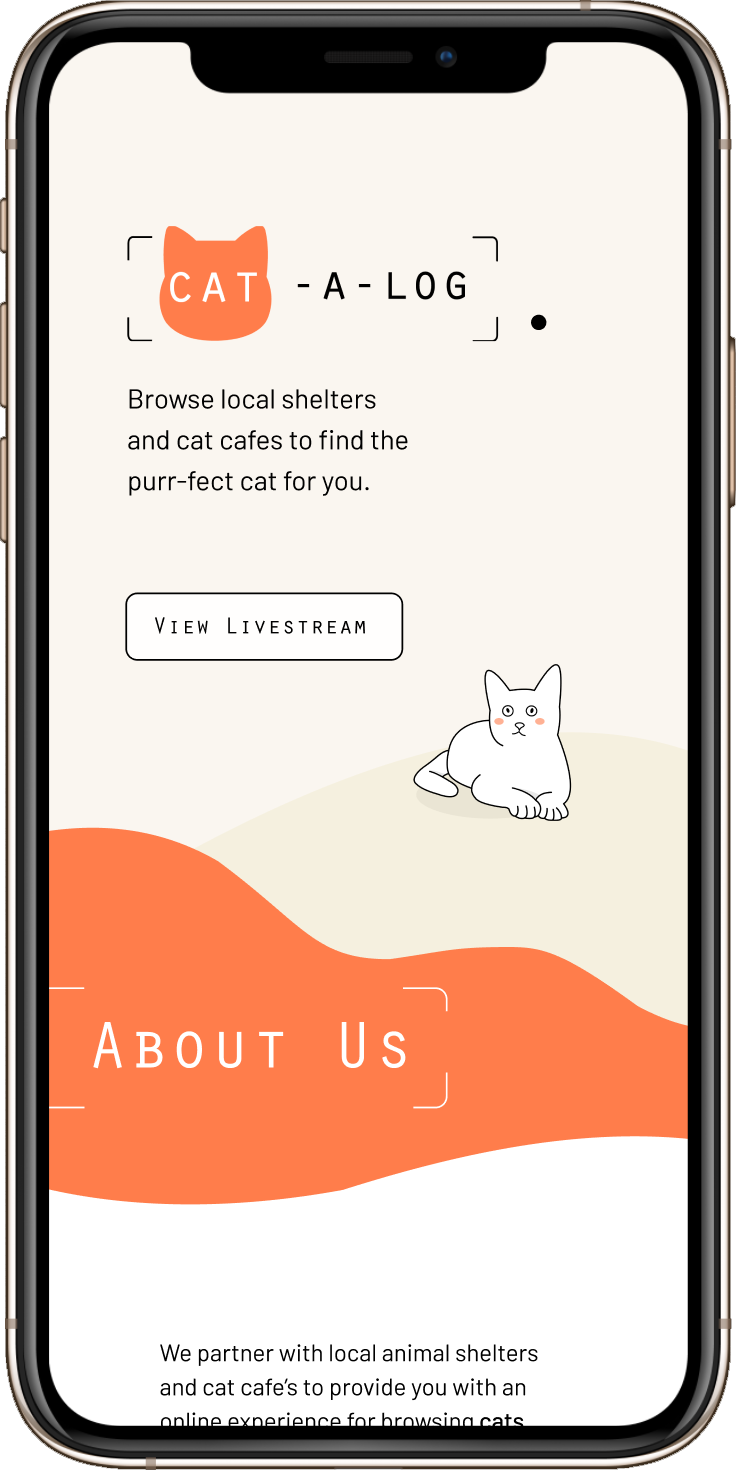 CAT -A-LOG
Browse local shelters
and cat cafes to find the
purr-fect cat for you.
View Livestream
About Us
We partner with local animal shelters
and cat cafe’s to provide you with an
online experience for browsing cats